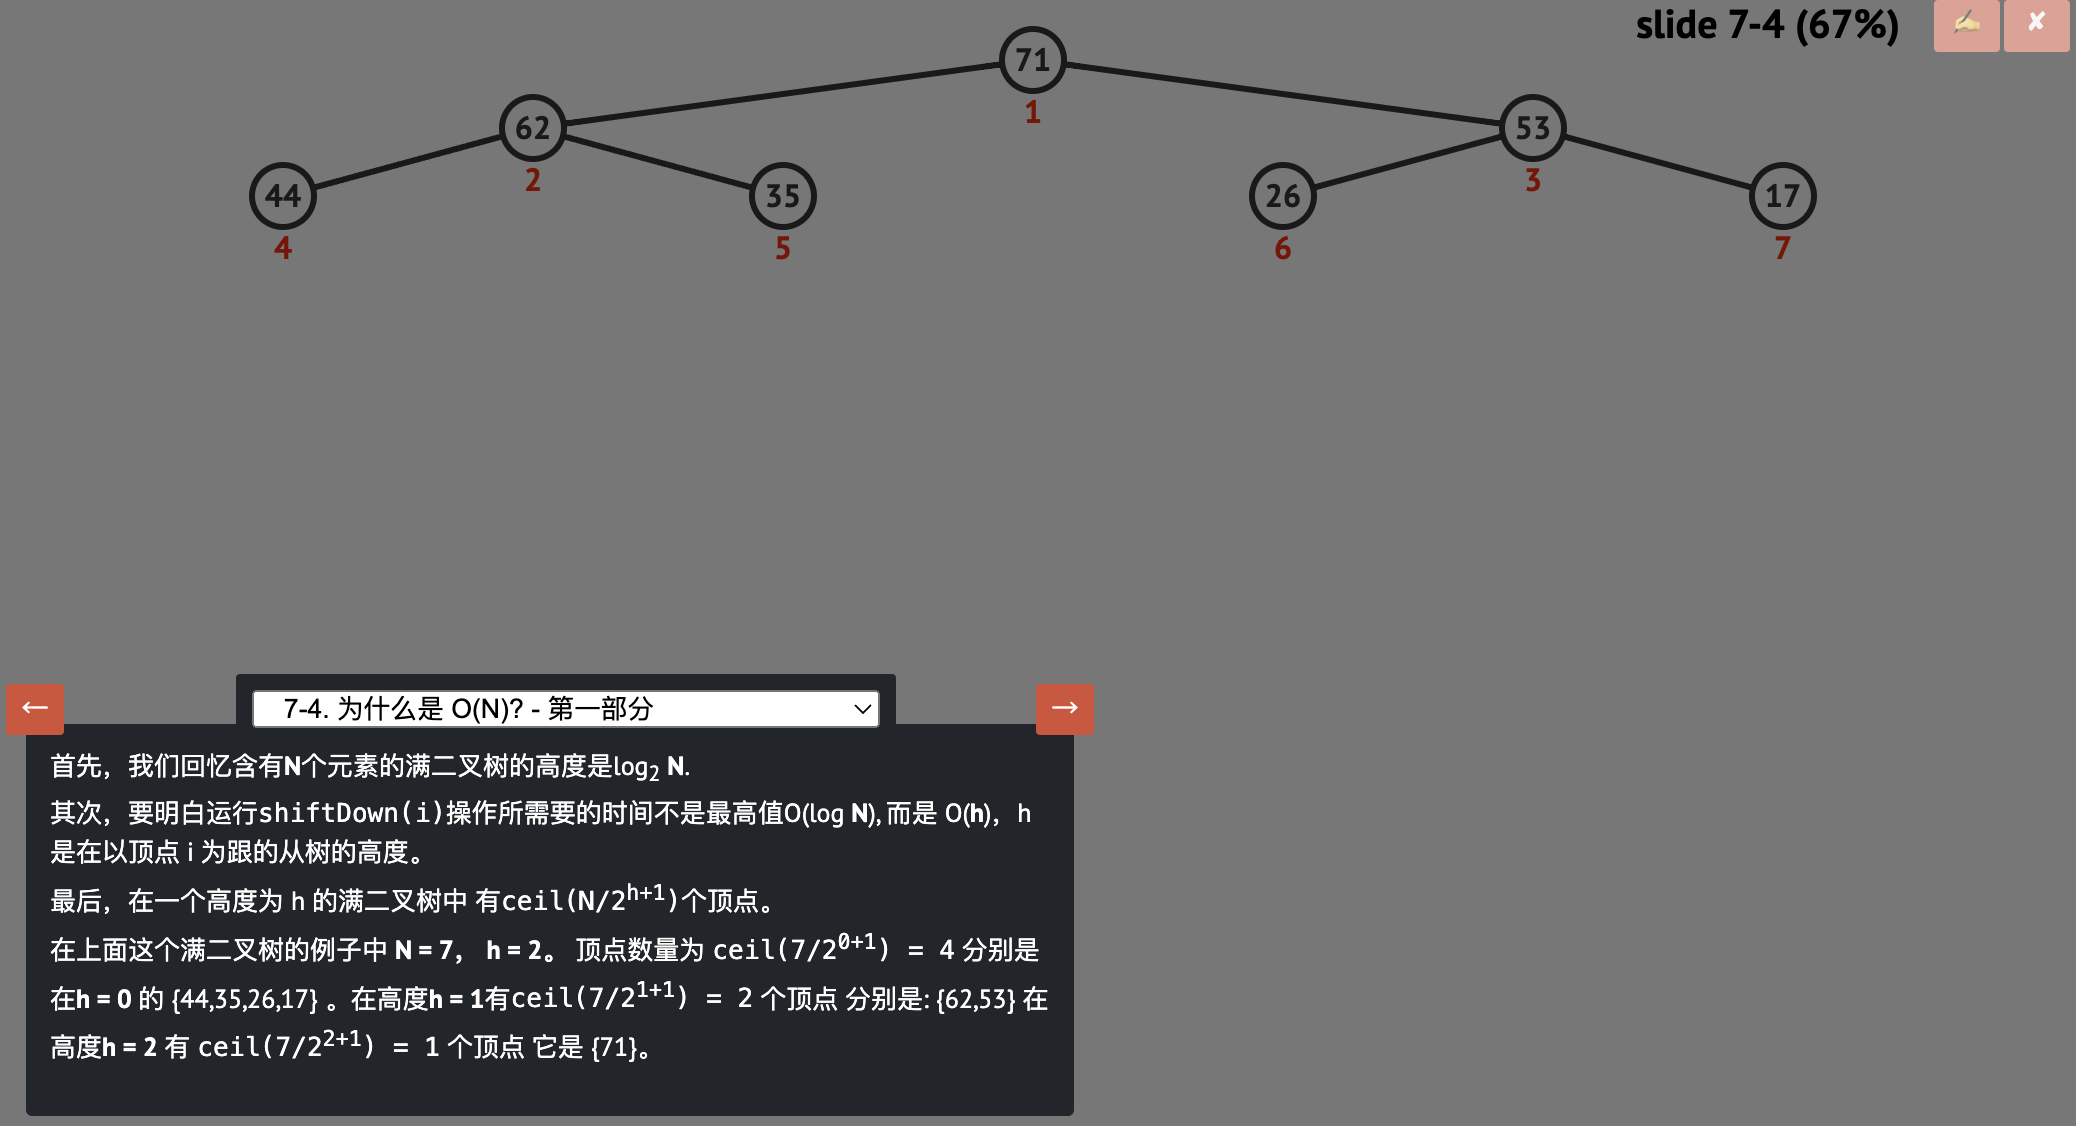 slide 7-4 (67%)
✍ ✘
71
1
62
53
2
3
44
35
26
17
4
5
6
7
←
7-4. 为什么是 O(N)? - 第一部分
→
首先，我们回忆含有N个元素的满二叉树的高度是log₂ N.
其次，要明白运行shiftDown(i)操作所需要的时间不是最高值O(log N), 而是 O(h)，h
是在以顶点 i 为跟的从树的高度。
最后，在一个高度为 h 的满二叉树中 有ceil(N/2^h+1)个顶点。
在上面这个满二叉树的例子中 N = 7， h = 2。 顶点数量为 ceil(7/2^0+1) = 4 分别是
在h = 0 的 {44,35,26,17} 。在高度h = 1有ceil(7/2^1+1) = 2 个顶点 分别是: {62,53} 在
高度h = 2 有 ceil(7/2^2+1) = 1 个顶点 它是 {71}。